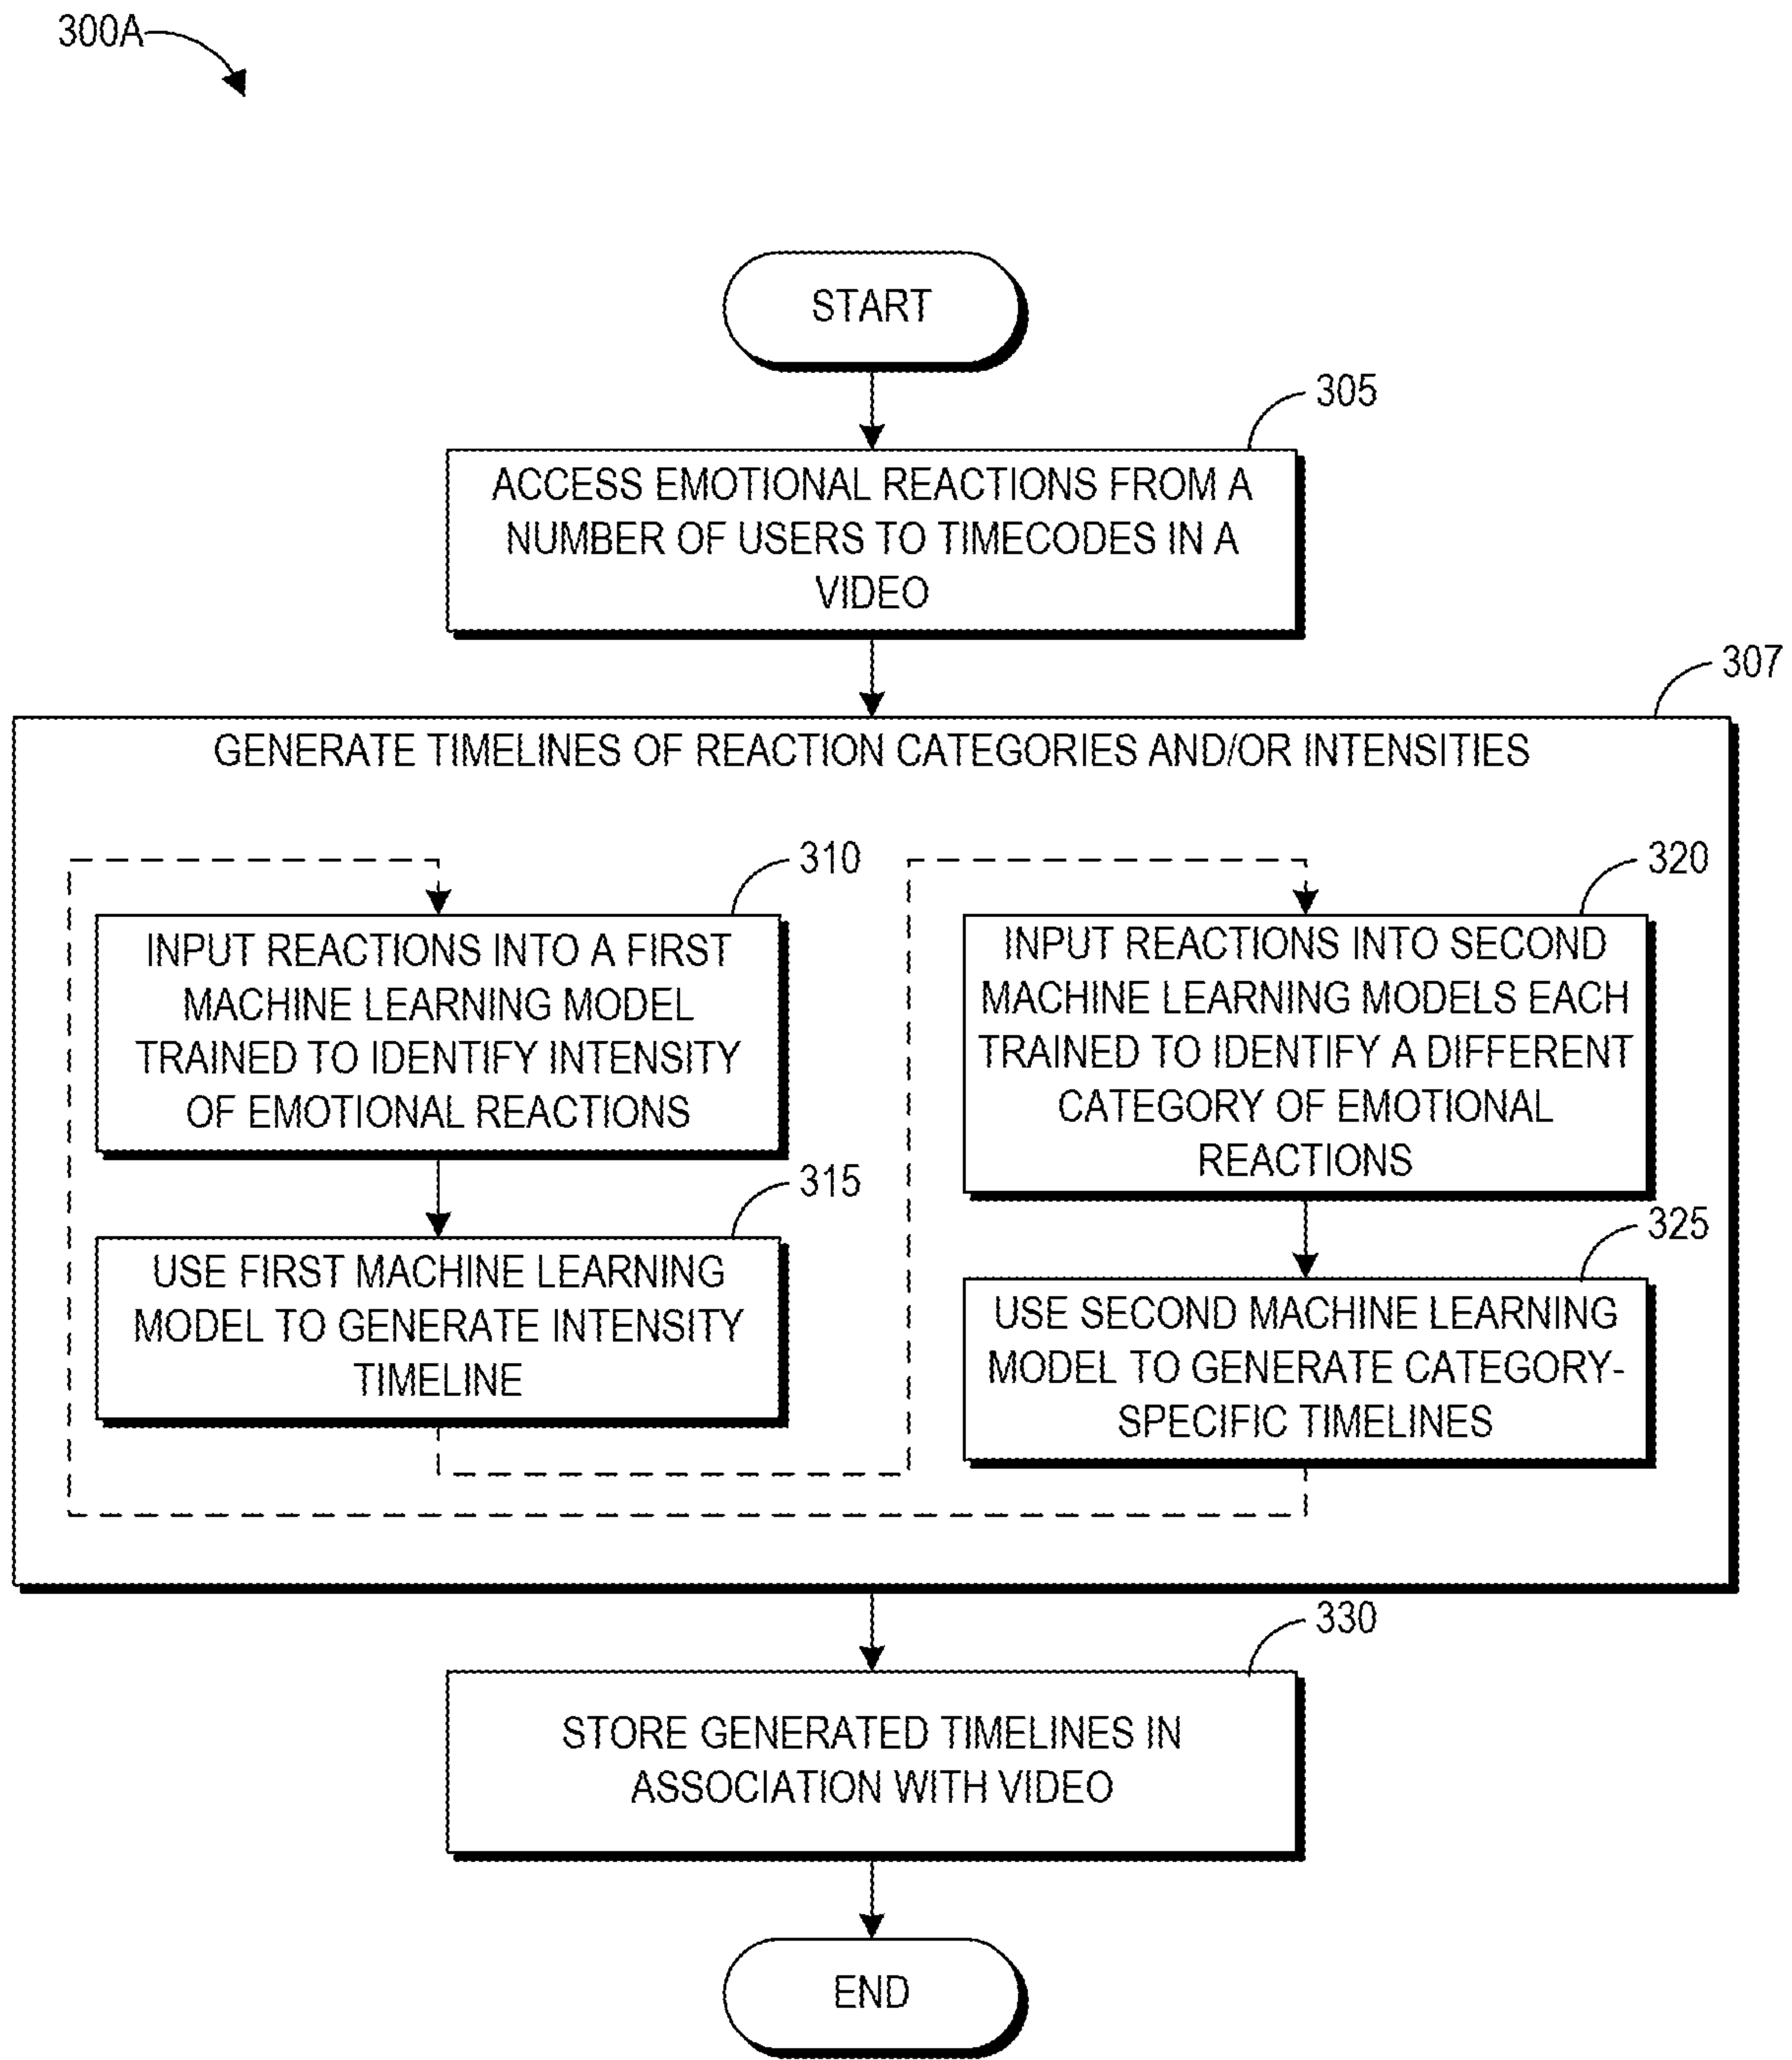 300A
START
305
ACCESS EMOTIONAL REACTIONS FROM A
NUMBER OF USERS TO TIMECODES IN A
VIDEO
307
GENERATE TIMELINES OF REACTION CATEGORIES AND/OR INTENSITIES
310
INPUT REACTIONS INTO A FIRST
MACHINE LEARNING MODEL
TRAINED TO IDENTIFY INTENSITY
OF EMOTIONAL REACTIONS
315
USE FIRST MACHINE LEARNING
MODEL TO GENERATE INTENSITY
TIMELINE
320
INPUT REACTIONS INTO SECOND
MACHINE LEARNING MODELS EACH
TRAINED TO IDENTIFY A DIFFERENT
CATEGORY OF EMOTIONAL
REACTIONS
325
USE SECOND MACHINE LEARNING
MODEL TO GENERATE CATEGORY-
SPECIFIC TIMELINES
330
STORE GENERATED TIMELINES IN
ASSOCIATION WITH VIDEO
END